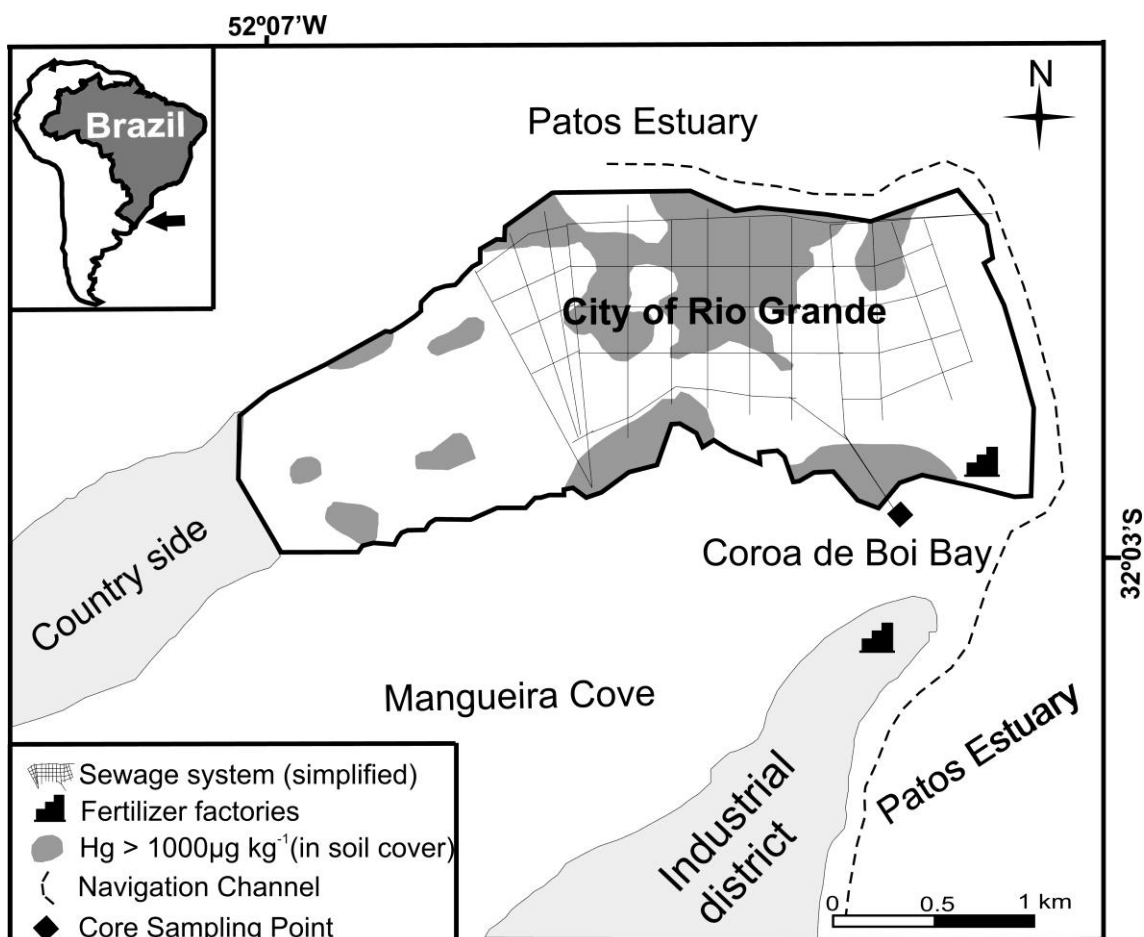 52º07'W
Brazil
N
Patos Estuary
City of Rio Grande
Coroa de Boi Bay
32º03'S
Country side
Mangueira Cove
Industrial
district
Patos Estuary
Sewage system (simplified)
Fertilizer factories
Hg > 1000µg kg⁻¹(in soil cover)
Navigation Channel
Core Sampling Point
0 0.5 1 km